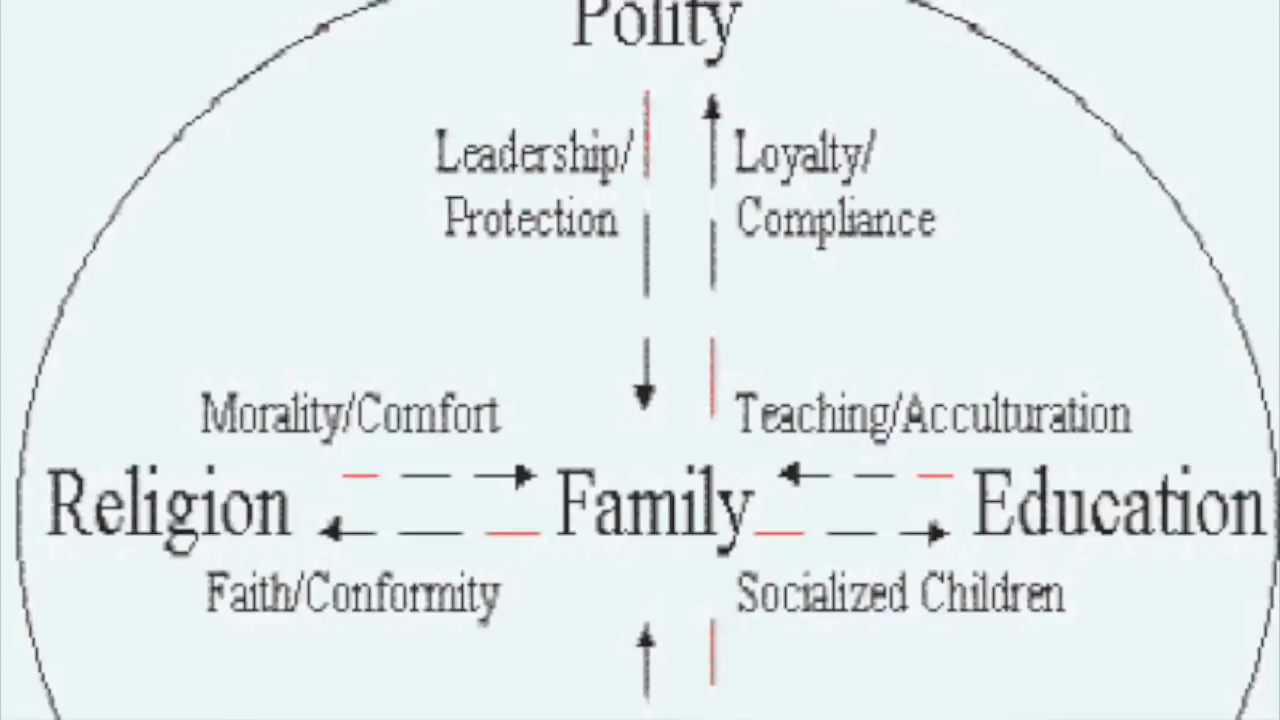 Polity
Leadership/
Protection
Loyalty/
Compliance
Morality/Comfort
Teaching/Acculturation
Religion
Family
Education
Faith/Conformity
Socialized Children